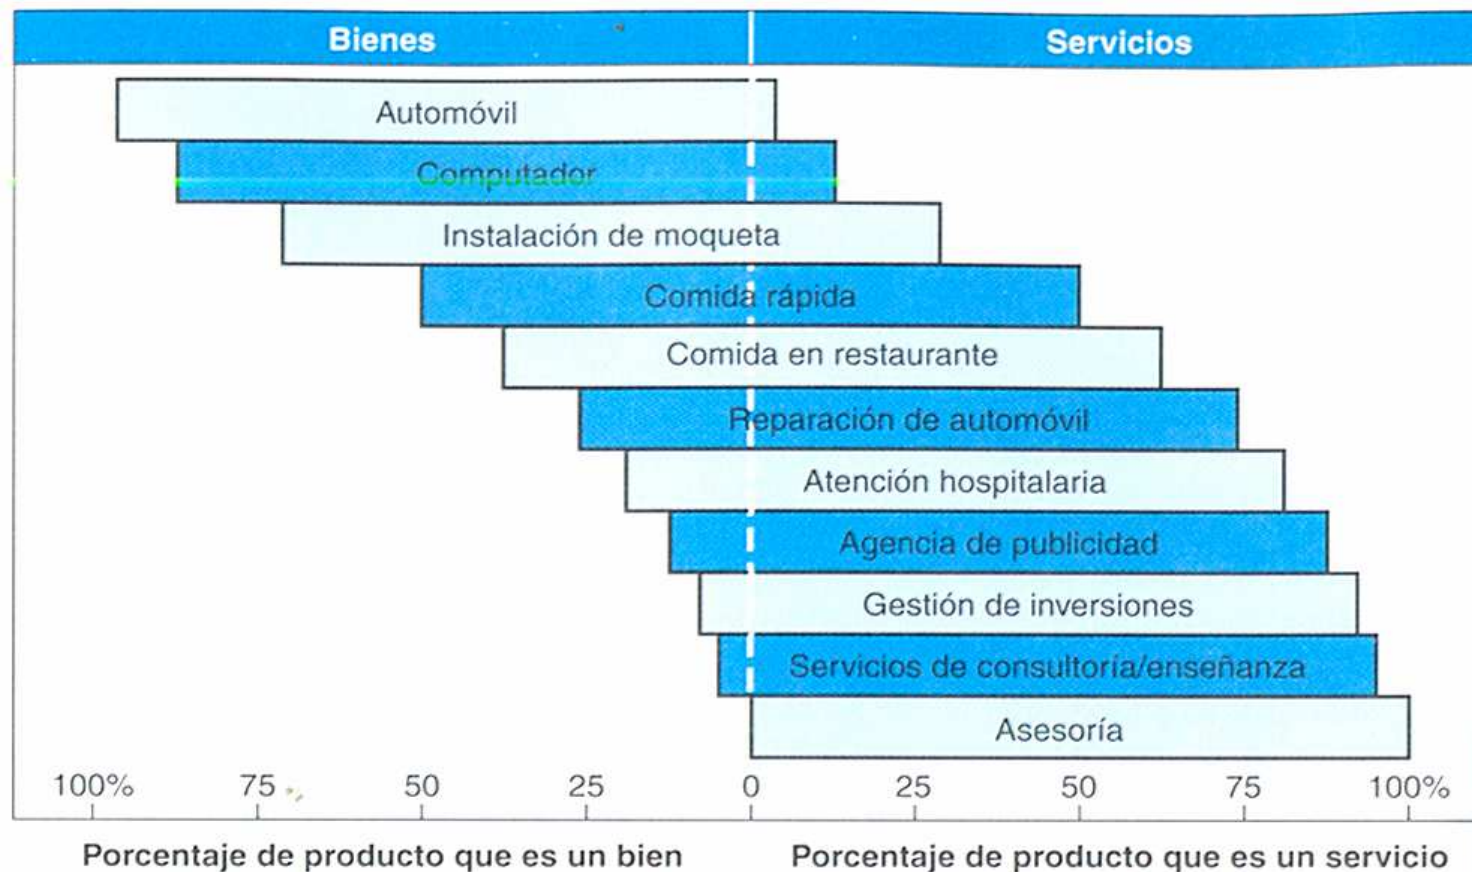 Bienes Servicios
Automóvil
Computador
Instalación de moqueta
Comida rápida
Comida en restaurante
Reparación de automóvil
Atención hospitalaria
Agencia de publicidad
Gestión de inversiones
Servicios de consultoría/enseñanza
Asesoría
100% 75 50 25 0 25 50 75 100%
Porcentaje de producto que es un bien Porcentaje de producto que es un servicio